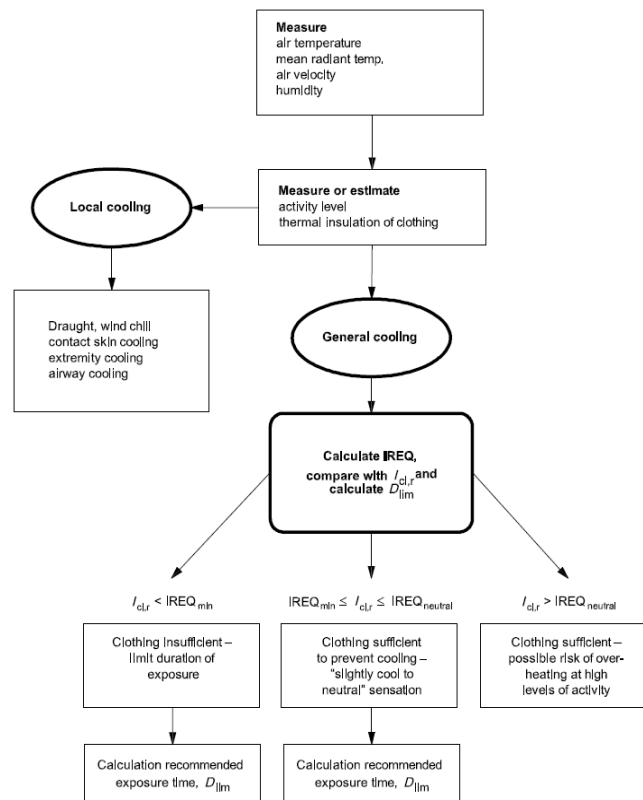 Measure
air temperature
mean radiant temp.
air velocity
humidity
Measure or estimate
activity level
thermal insulation of clothing
Local cooling
Draught, wind chill
contact skin cooling
extremity cooling
airway cooling
General cooling
Calculate IREQ,
compare with Icl,r and
calculate Dlim
Icl,r < IREQmin
IREQmin ≤ Icl,r ≤ IREQneutral
Icl,r > IREQneutral
Clothing insufficient –
limit duration of
exposure
Clothing sufficient
to prevent cooling –
“slightly cool to
neutral” sensation
Clothing sufficient –
possible risk of over-
heating at high
levels of activity
Calculation recommended
exposure time, Dlim
Calculation recommended
exposure time, Dlim